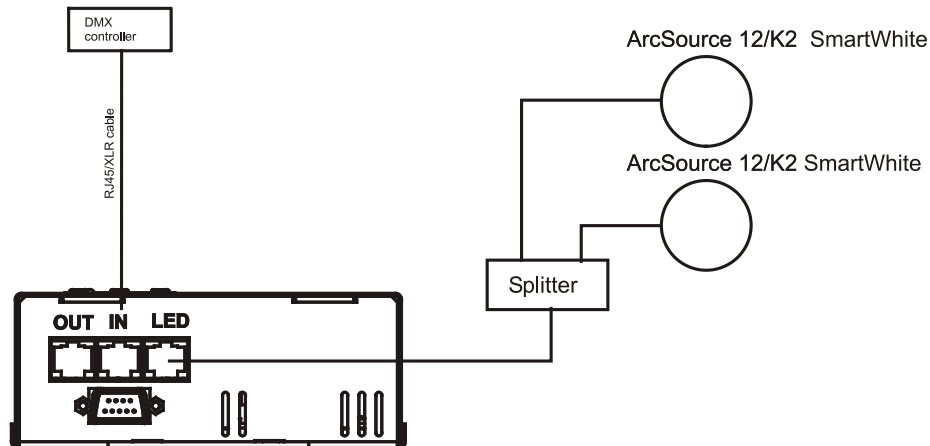 DMX
controller
ArcSource 12/K2 SmartWhite
RJ45/XLR cable
ArcSource 12/K2 SmartWhite
Splitter
OUT IN LED